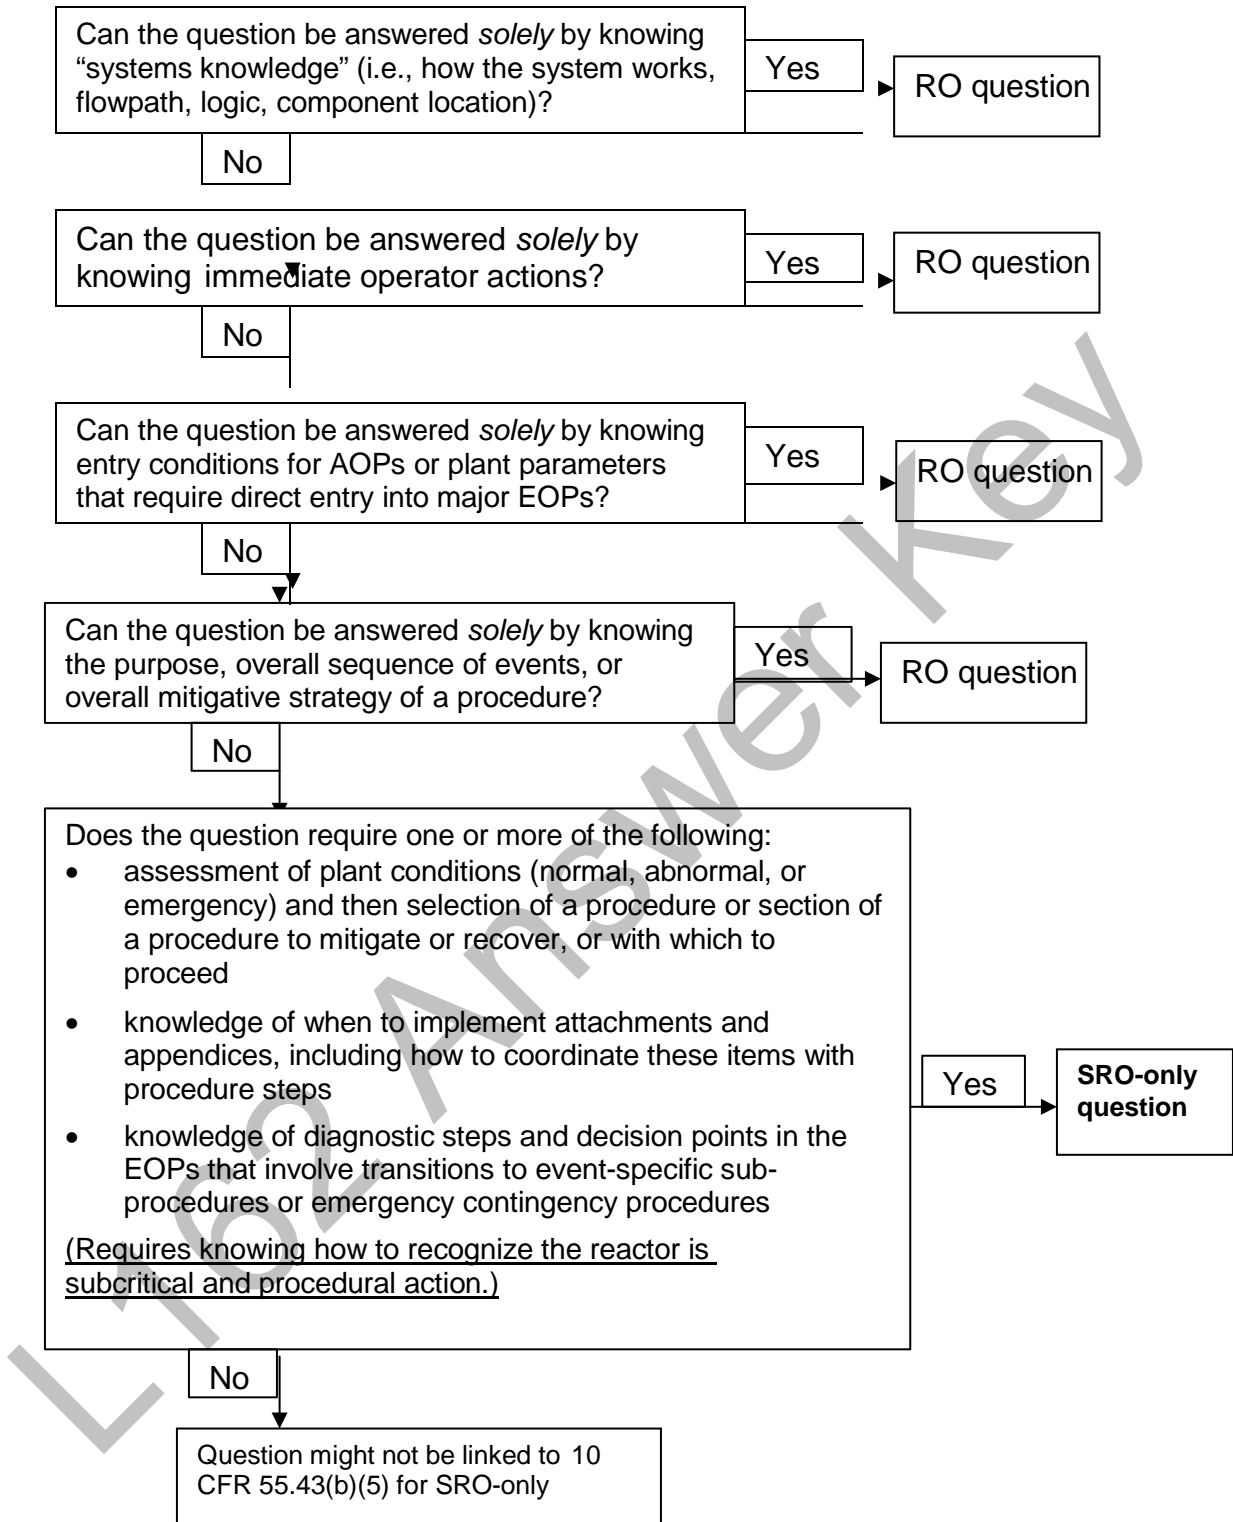 Can the question be answered solely by knowing
“systems knowledge” (i.e., how the system works,
flowpath, logic, component location)?
Yes
RO question
No
Can the question be answered solely by
knowing immediate operator actions?
Yes
RO question
No
Can the question be answered solely by knowing
entry conditions for AOPs or plant parameters
that require direct entry into major EOPs?
Yes
RO question
No
Can the question be answered solely by knowing
the purpose, overall sequence of events, or
overall mitigative strategy of a procedure?
Yes
RO question
No
Does the question require one or more of the following:
• assessment of plant conditions (normal, abnormal, or
emergency) and then selection of a procedure or section of
a procedure to mitigate or recover, or with which to
proceed
• knowledge of when to implement attachments and
appendices, including how to coordinate these items with
procedure steps
• knowledge of diagnostic steps and decision points in the
EOPs that involve transitions to event-specific sub-
procedures or emergency contingency procedures
(Requires knowing how to recognize the reactor is
subcritical and procedural action.)
Yes
SRO-only
question
No
Question might not be linked to 10
CFR 55.43(b)(5) for SRO-only
L162 Answer Key